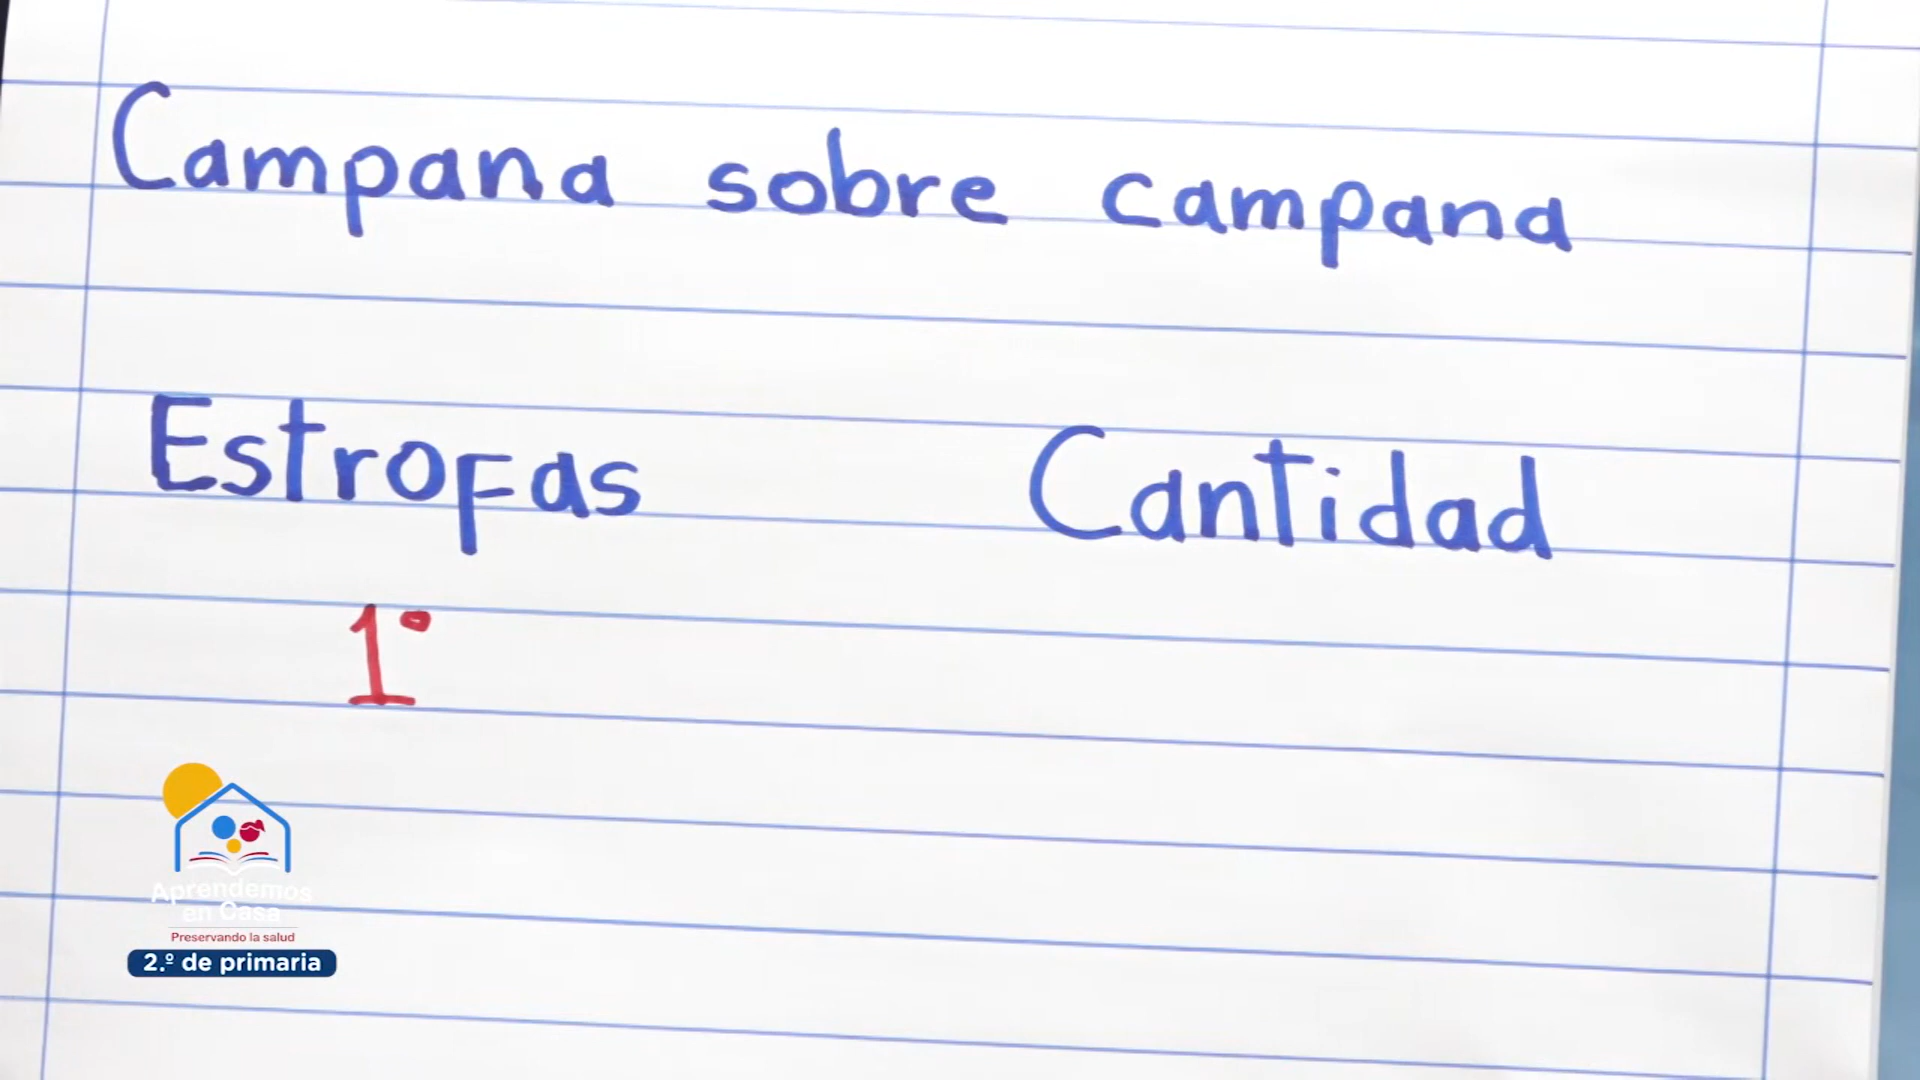 Campana sobre campana
Estrofas Cantidad
1°
Aprendemos
en Casa
Preservando la salud
2.º de primaria